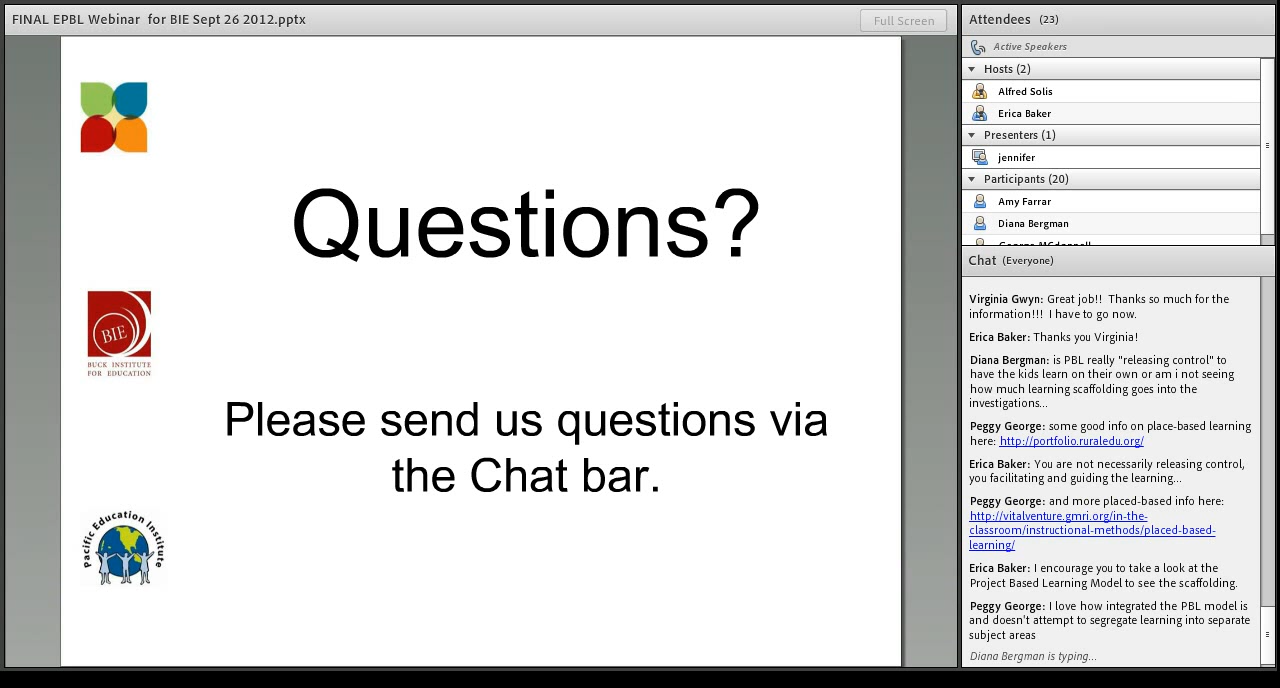 FINAL EPBL Webinar  for BIE Sept 26 2012.pptx
Full Screen
Questions?
BIE
BUCK INSTITUTE
FOR EDUCATION
Please send us questions via
the Chat bar.
Pacific Education Institute
Attendees (23)
Active Speakers
Hosts (2)
Alfred Solis
Erica Baker
Presenters (1)
jennifer
Participants (20)
Amy Farrar
Diana Bergman
Chat (Everyone)
Virginia Gwyn: Great job!!  Thanks so much for the
information!!!  I have to go now.
Erica Baker: Thanks you Virginia!
Diana Bergman: is PBL really "releasing control" to
have the kids learn on their own or am i not seeing
how much learning scaffolding goes into the
investigations...
Peggy George: some good info on place-based learning
here: http://portfolio.ruraledu.org/
Erica Baker: You are not necessarily releasing control,
you facilitating and guiding the learning...
Peggy George: and more placed-based info here:
http://vitalventure.gmri.org/in-the-
classroom/instructional-methods/placed-based-
learning/
Erica Baker: I encourage you to take a look at the
Project Based Learning Model to see the scaffolding.
Peggy George: I love how integrated the PBL model is
and doesn't attempt to segregate learning into separate
subject areas
Diana Bergman is typing...